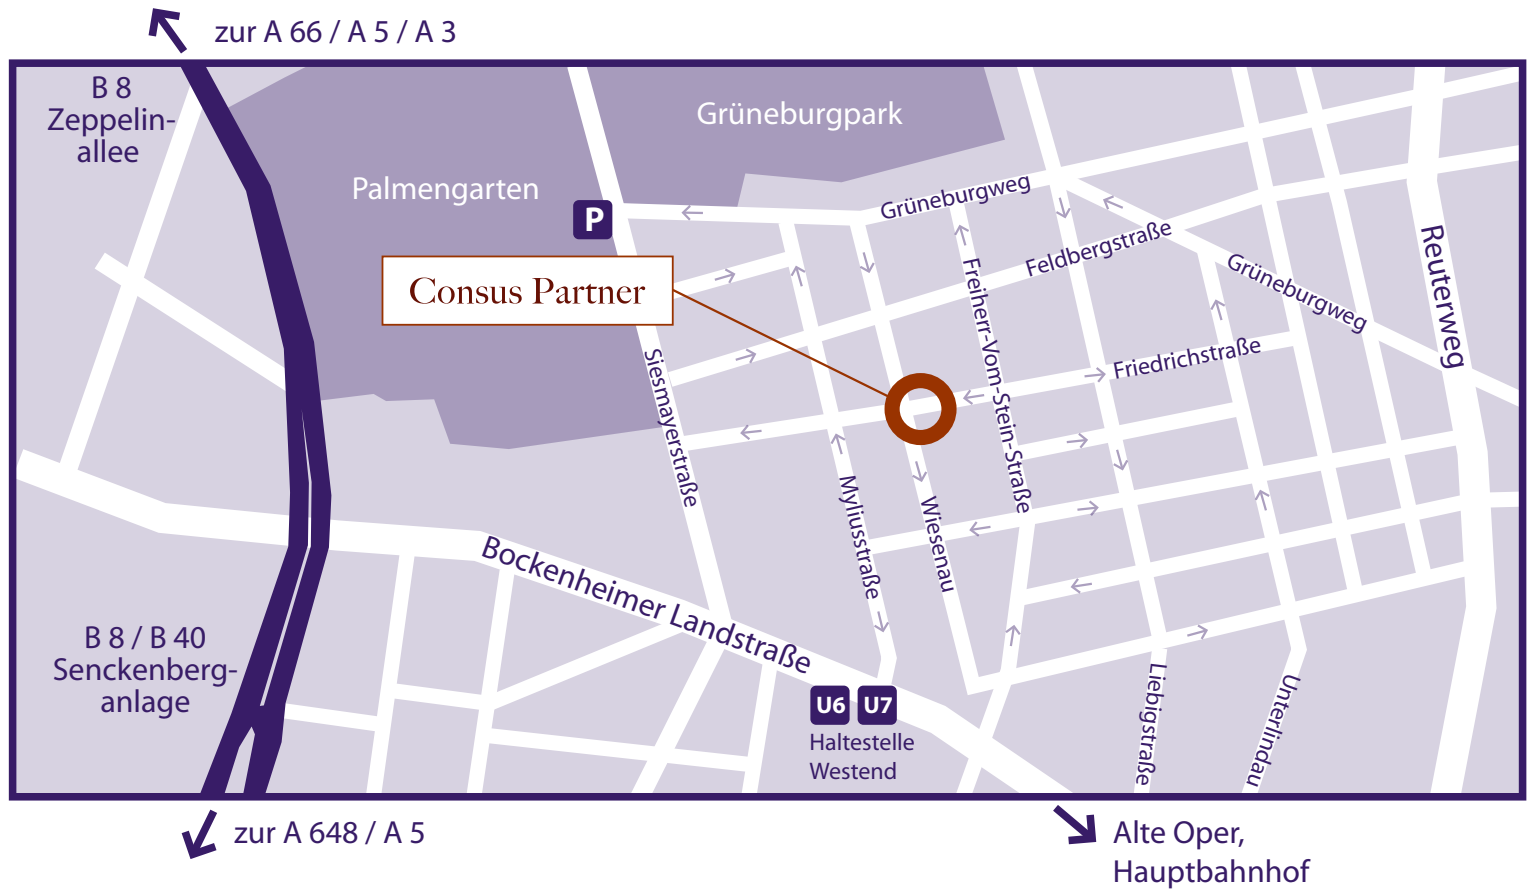 zur A 66 / A 5 / A 3
B 8
Zeppelin-
allee
Grüneburgpark
Palmengarten
P
Grüneburgweg
Feldbergstraße
Grüneburgweg
Reuterweg
Consus Partner
Freiherr-Vom-Stein-Straße
Friedrichstraße
Siesmayerstraße
Myliusstraße
Wiesenau
Bockenheimer Landstraße
B 8 / B 40
Senckenberg-
anlage
U6 U7
Haltestelle
Westend
Liebigstraße
Unterlindau
zur A 648 / A 5
Alte Oper,
Hauptbahnhof